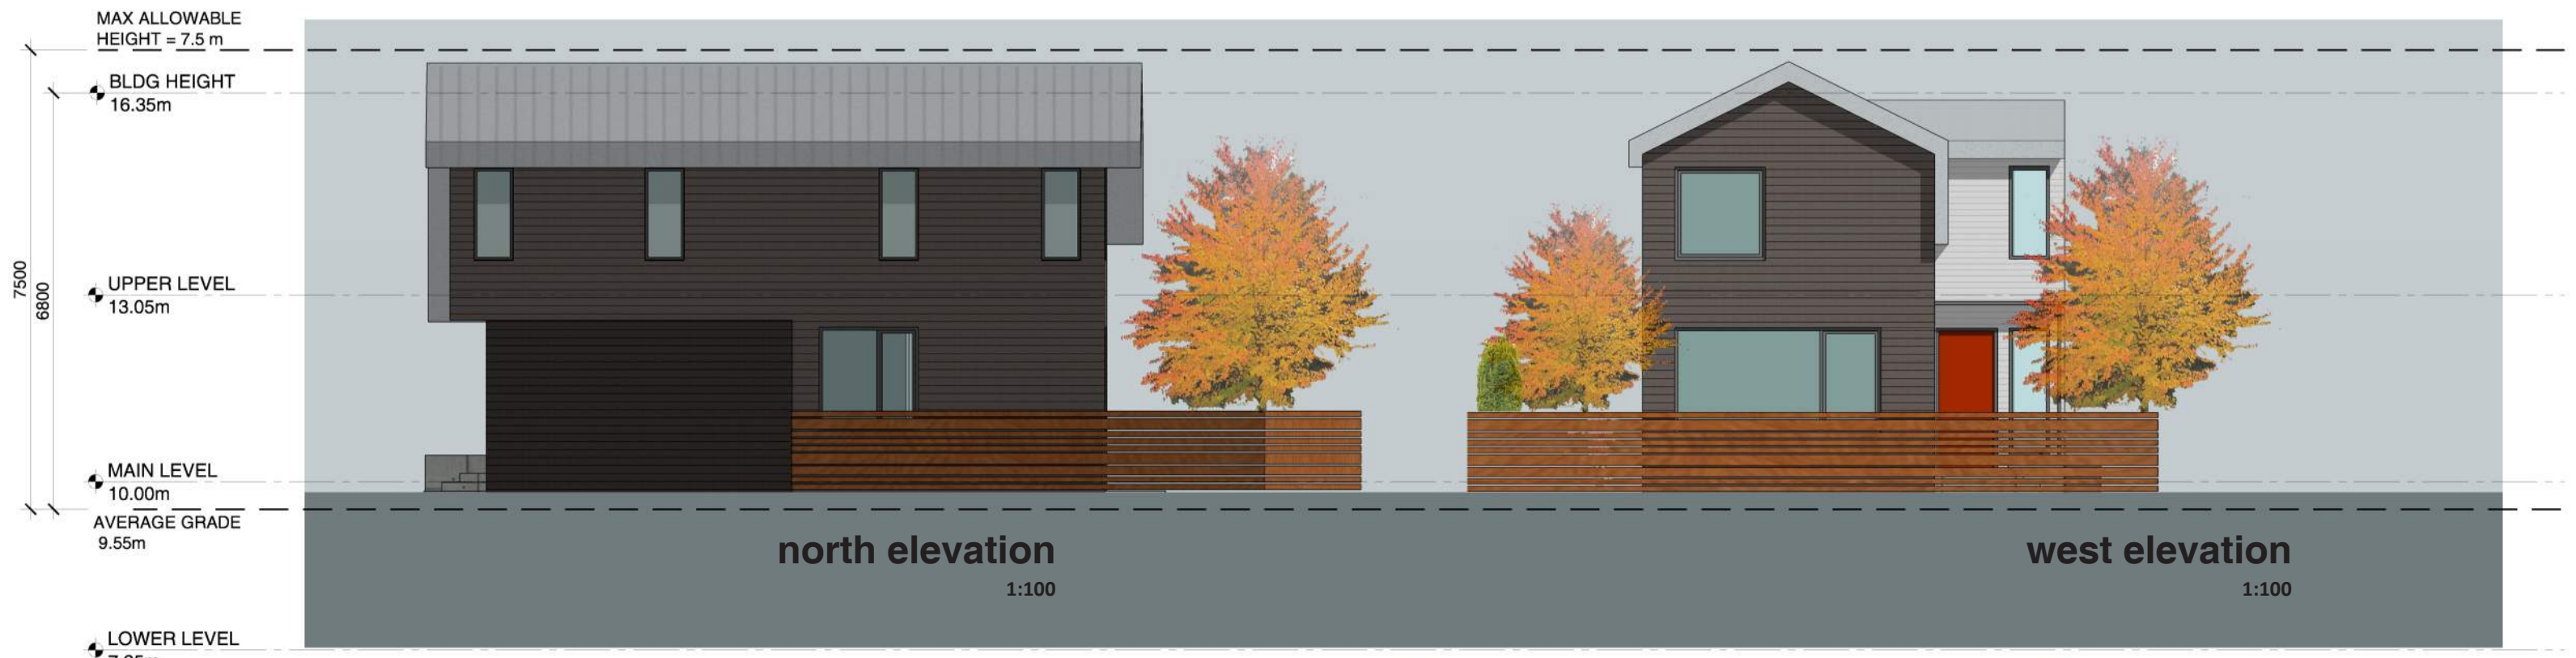 MAX ALLOWABLE
HEIGHT = 7.5 m
BLDG HEIGHT
16.35m
7500
6800
UPPER LEVEL
13.05m
MAIN LEVEL
10.00m
AVERAGE GRADE
9.55m
north elevation
1:100
west elevation
1:100
LOWER LEVEL